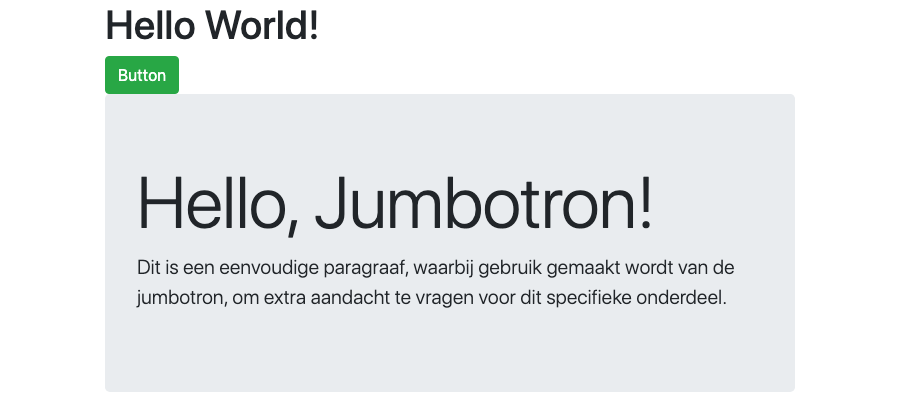 Hello World!
Button
Hello, Jumbotron!
Dit is een eenvoudige paragraaf, waarbij gebruik gemaakt wordt van de
jumbotron, om extra aandacht te vragen voor dit specifieke onderdeel.